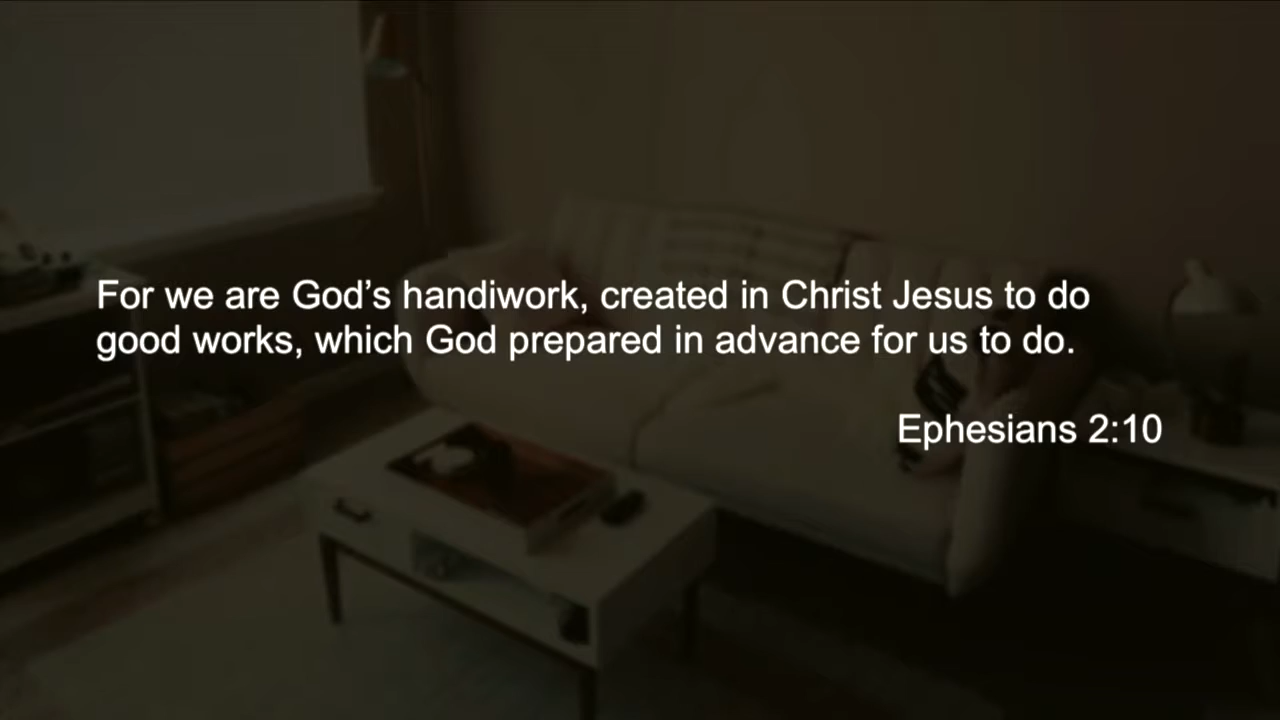 For we are God’s handiwork, created in Christ Jesus to do
good works, which God prepared in advance for us to do.
Ephesians 2:10